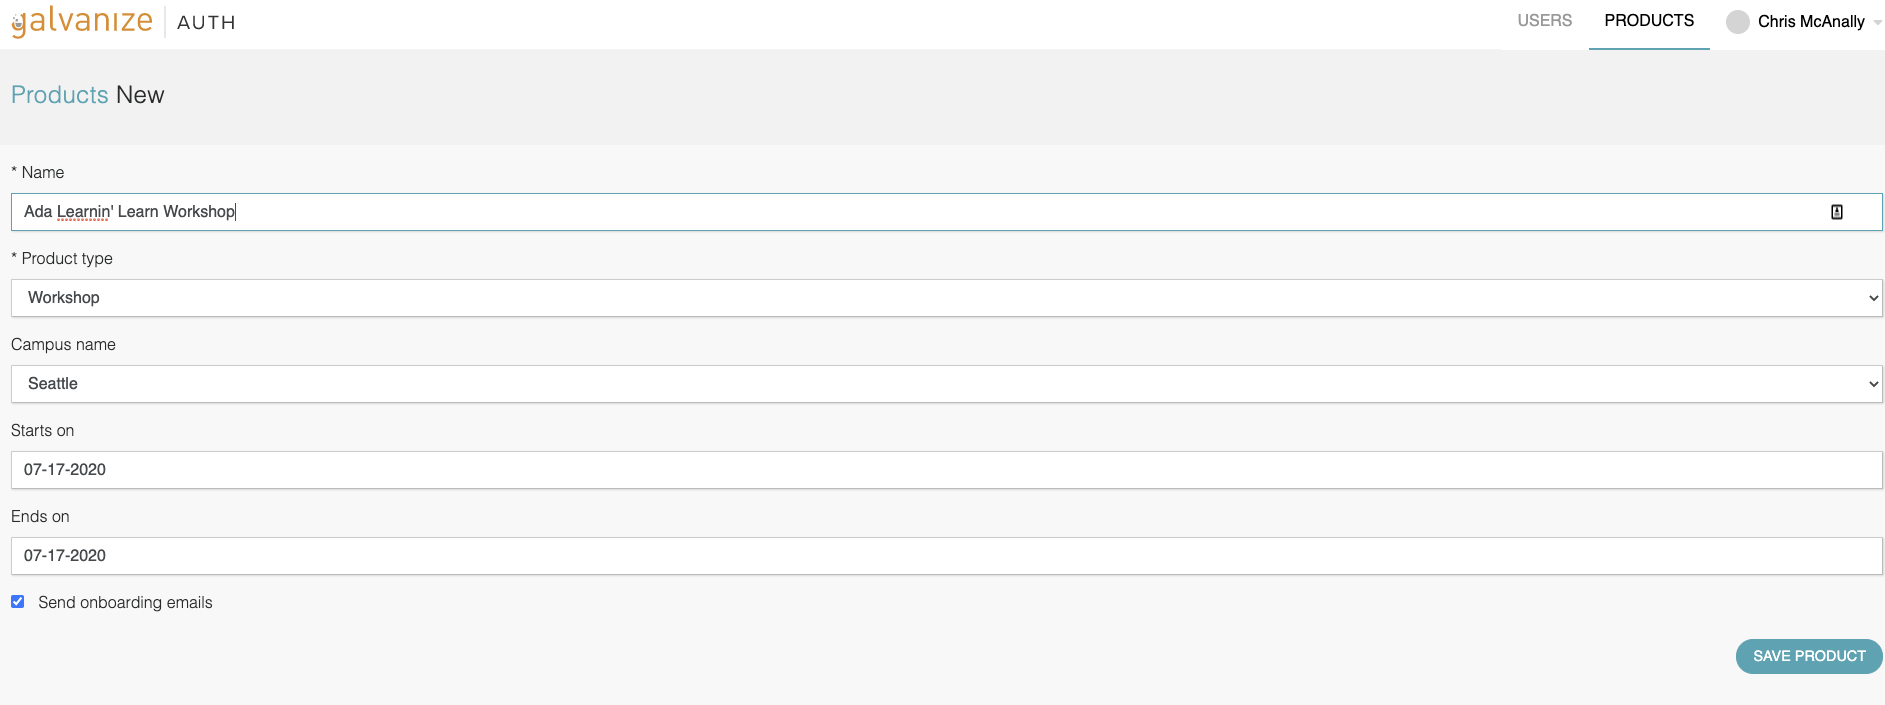 galvanize AUTH USERS PRODUCTS Chris McAnally
Products New
* Name
Ada Learnin' Learn Workshop
* Product type
Workshop
Campus name
Seattle
Starts on
07-17-2020
Ends on
07-17-2020
Send onboarding emails
SAVE PRODUCT